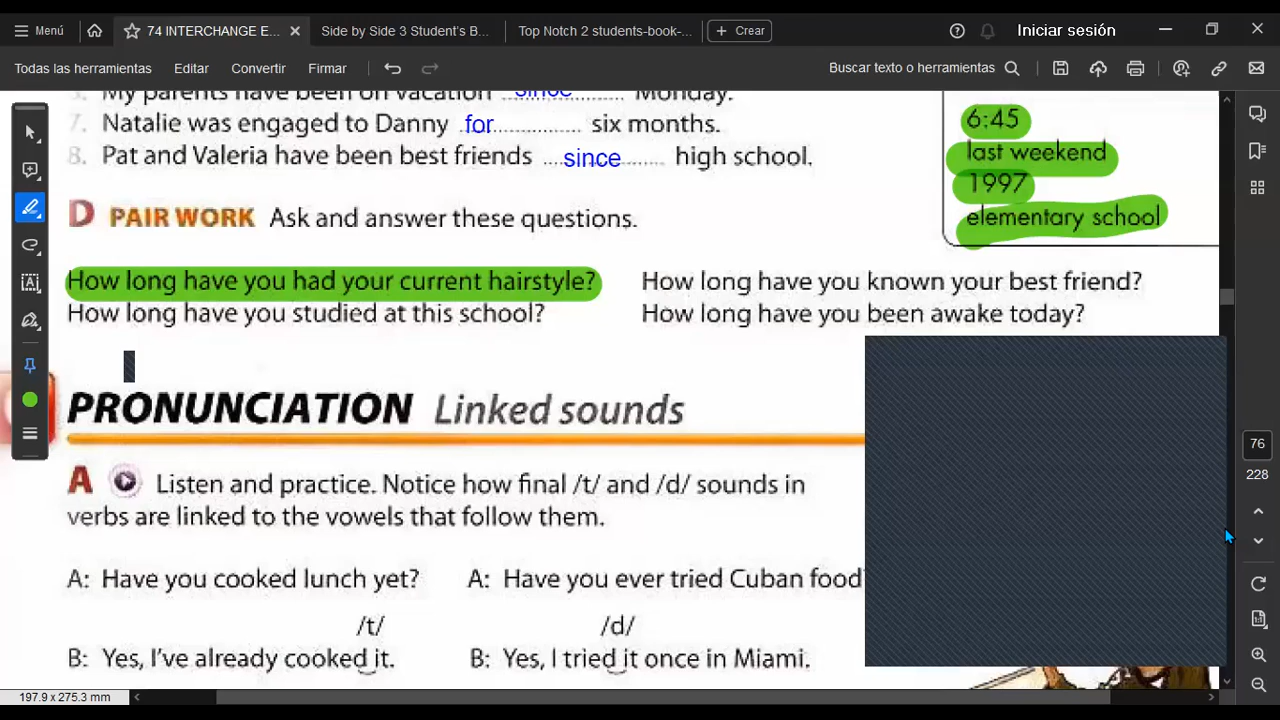 Menú
74 INTERCHANGE E...
Side by Side 3 Student's B...
Top Notch 2 students-book-...
Crear
Iniciar sesión
Todas las herramientas
Editar
Convertir
Firmar
Buscar texto o herramientas
My parents have been on vacation since Monday.
7. Natalie was engaged to Danny for six months.
8. Pat and Valeria have been best friends since high school.
6:45
last weekend
1997
elementary school
D PAIR WORK Ask and answer these questions.
How long have you had your current hairstyle?
How long have you studied at this school?
How long have you known your best friend?
How long have you been awake today?
PRONUNCIATION Linked sounds
A Listen and practice. Notice how final /t/ and /d/ sounds in
verbs are linked to the vowels that follow them.
A: Have you cooked lunch yet?
/t/
B: Yes, I've already cooked it.
A: Have you ever tried Cuban food?
/d/
B: Yes, I tried it once in Miami.
76
228
197.9 x 275.3 mm